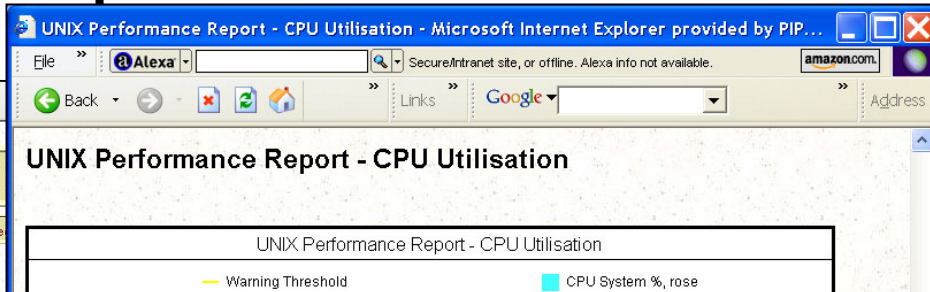 UNIX Performance Report - CPU Utilisation - Microsoft Internet Explorer provided by PIP...
File » Alexa Secure/Intranet site, or offline. Alexa info not available. amazon.com.
Back » Links » Google » Address
UNIX Performance Report - CPU Utilisation
UNIX Performance Report - CPU Utilisation
Warning Threshold CPU System %, rose